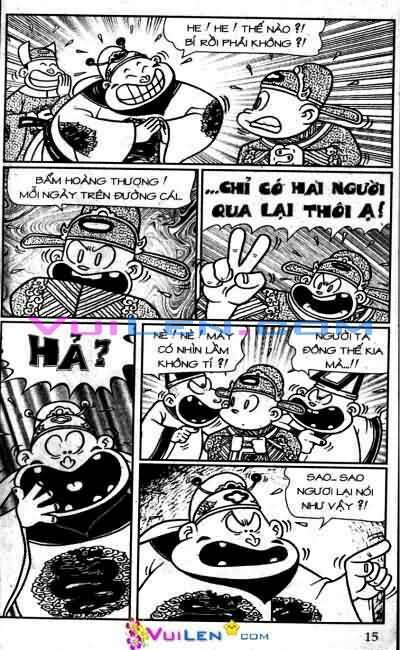 HE! HE! THẾ NÀO?!
BÍ RỒI PHẢI KHÔNG?!
BẨM HOÀNG THƯỢNG!
MỖI NGÀY TRÊN ĐƯỜNG CÁI,
...CHỈ CÓ HAI NGƯỜI
QUA LẠI THÔI Ạ!
VuiLen.com
HẢ?
NÈ! NÈ! MÀY
CÓ NHÌN LẦM
KHÔNG TÍ?!
NGƯỜI TA
ĐÔNG THẾ KIA
MÀ...!!
SAO... SAO
NGƯƠI LẠI NÓI
NHƯ VẬY?!
15
VuiLen.com